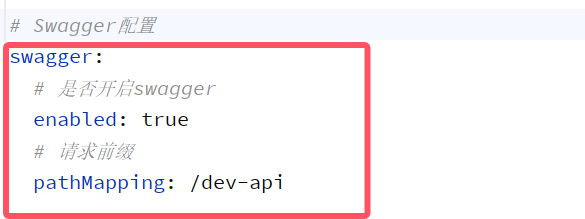 # Swagger配置
swagger:
  # 是否开启swagger
  enabled: true
  # 请求前缀
  pathMapping: /dev-api